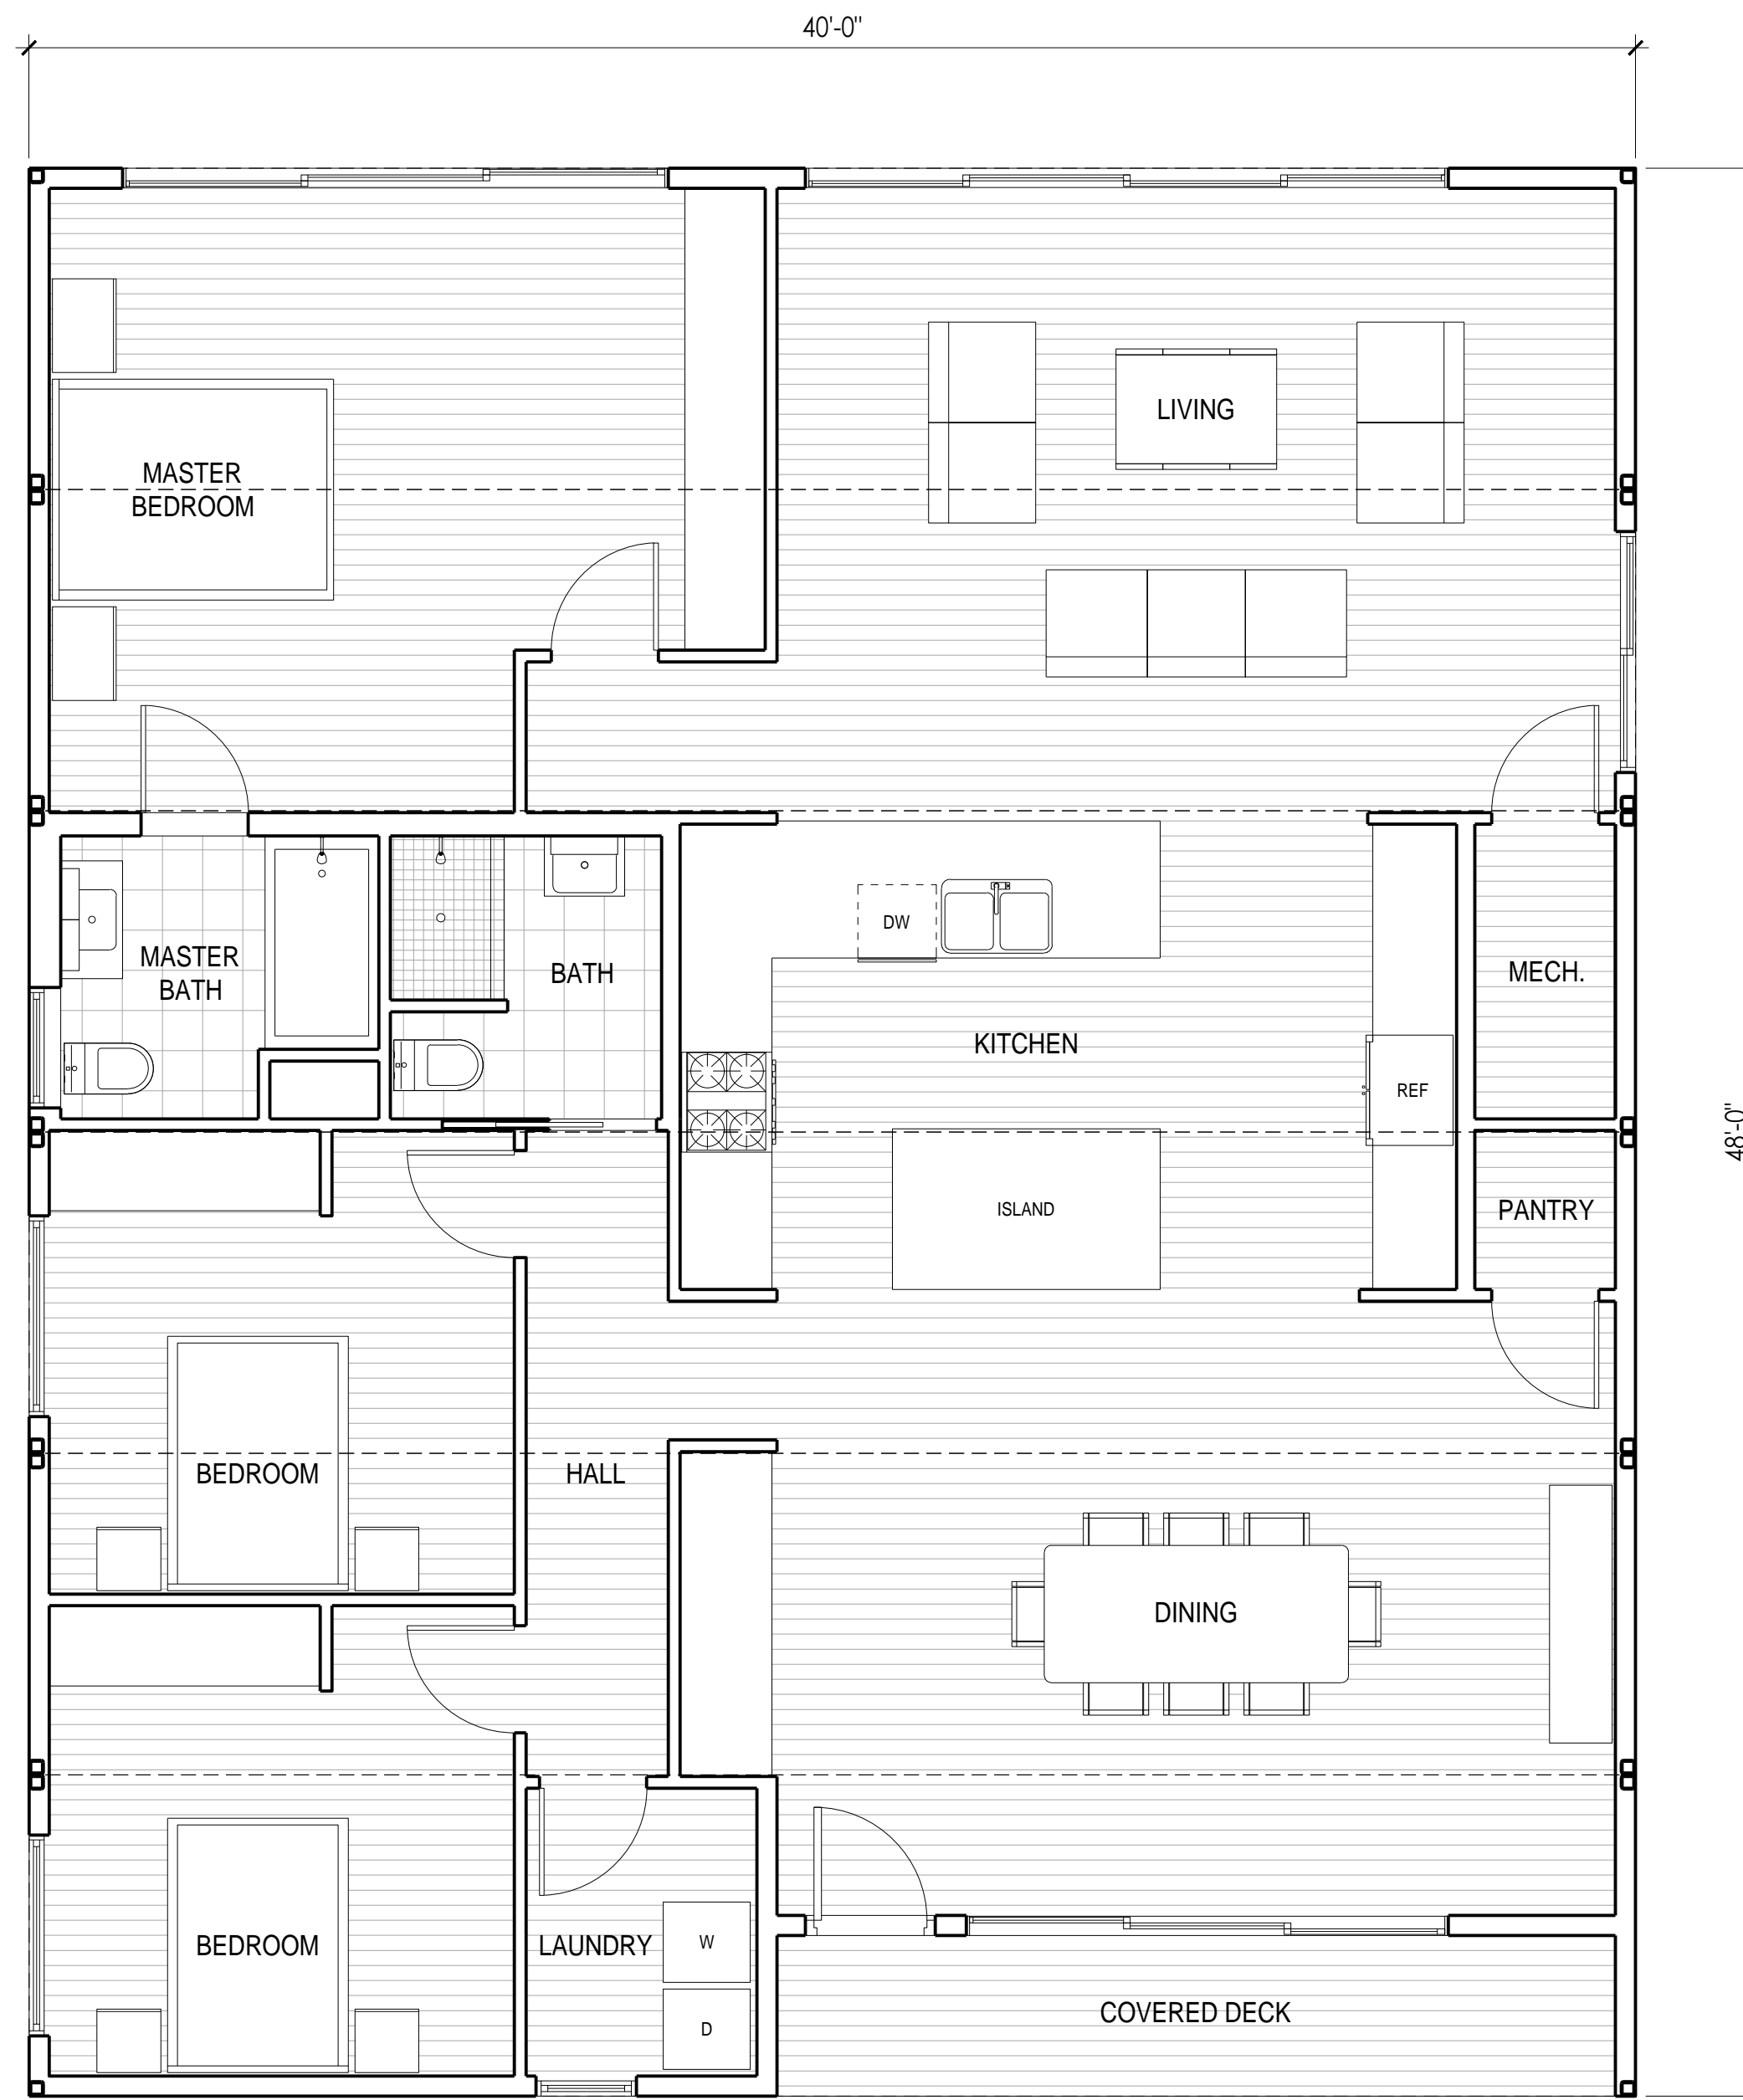 40'-0"
LIVING
MASTER
BEDROOM
DW
MASTER
BATH
BATH
MECH.
KITCHEN
REF
48'-0"
ISLAND
PANTRY
BEDROOM
HALL
DINING
BEDROOM
LAUNDRY
W
COVERED DECK
D